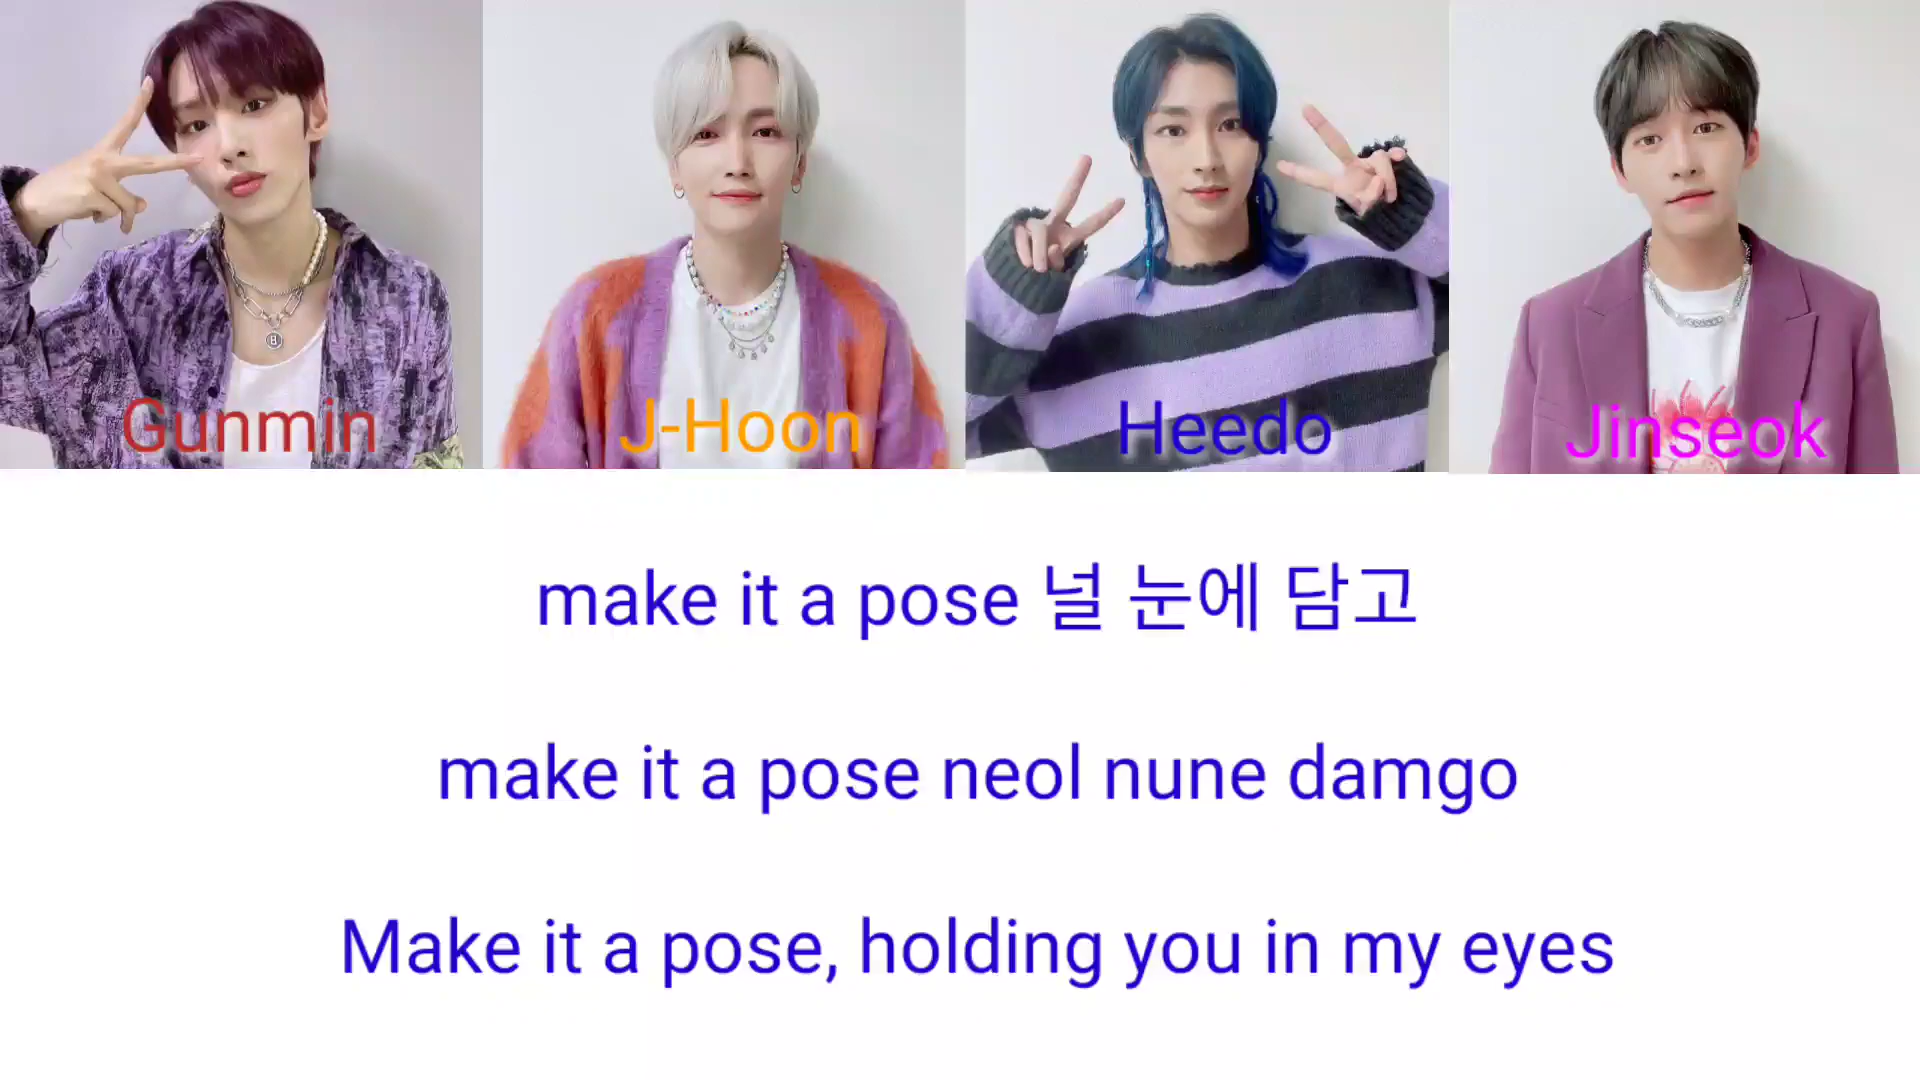 Gunmin J-Hoon Heedo Jinseok
make it a pose 널 눈에 담고
make it a pose neol nune damgo
Make it a pose, holding you in my eyes